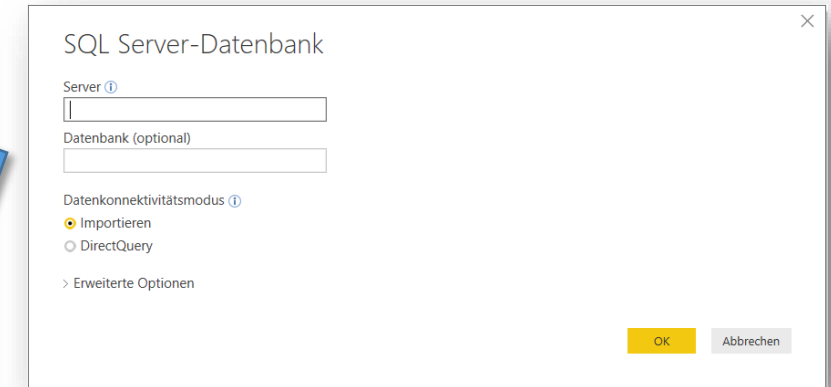 SQL Server-Datenbank
Server
Datenbank (optional)
Datenkonnektivitätsmodus
Importieren
DirectQuery
> Erweiterte Optionen
OK Abbrechen